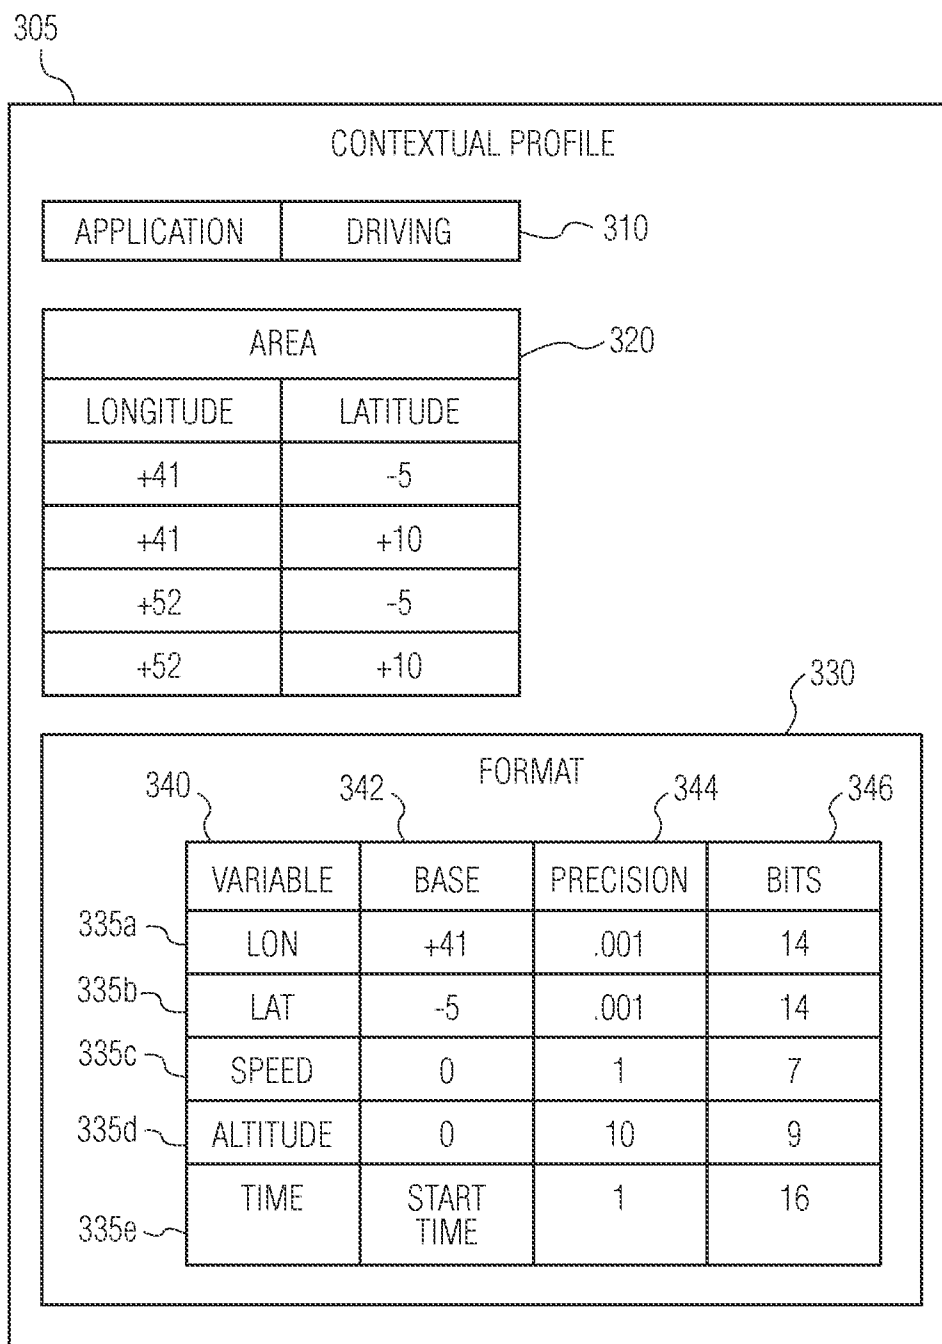 305
CONTEXTUAL PROFILE
APPLICATION DRIVING 310
AREA 320
LONGITUDE LATITUDE
+41 -5
+41 +10
+52 -5
+52 +10
330
FORMAT
340 342 344 346
VARIABLE BASE PRECISION BITS
335a LON +41 .001 14
335b LAT -5 .001 14
335c SPEED 0 1 7
335d ALTITUDE 0 10 9
TIME START 1 16
TIME
335e